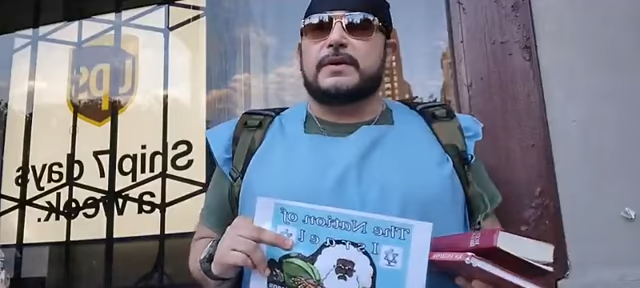 ups
Ship 7 days
a week.
The Nation of
Israel